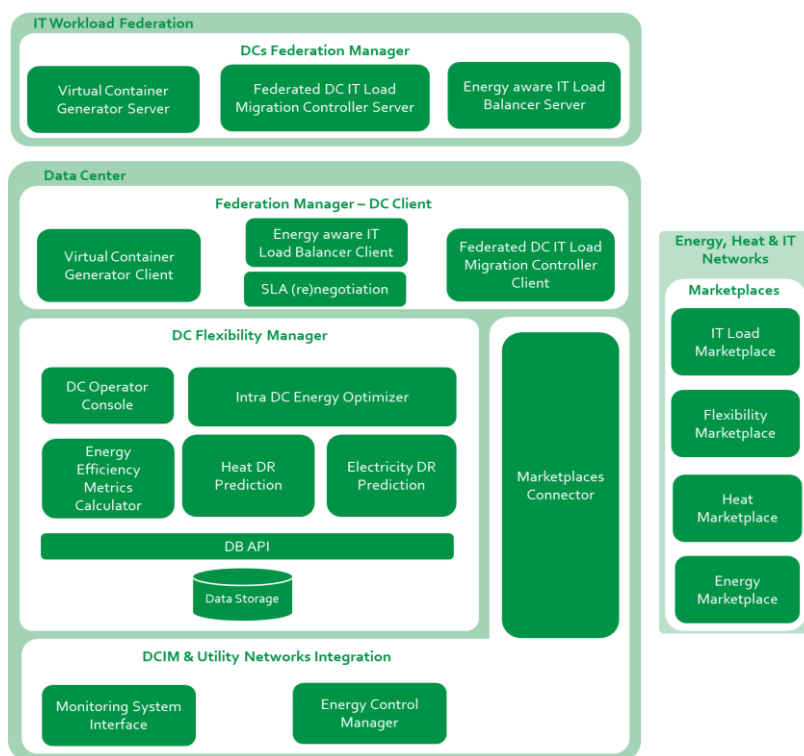 IT Workload Federation
DCs Federation Manager
Virtual Container
Generator Server
Federated DC IT Load
Migration Controller Server
Energy aware IT Load
Balancer Server
Data Center
Federation Manager – DC Client
Virtual Container
Generator Client
Energy aware IT
Load Balancer Client
SLA (re)negotiation
Federated DC IT Load
Migration Controller
Client
DC Flexibility Manager
DC Operator
Console
Intra DC Energy Optimizer
Energy
Efficiency
Metrics
Calculator
Heat DR
Prediction
Electricity DR
Prediction
DB API
Data Storage
Marketplaces
Connector
DCIM & Utility Networks Integration
Monitoring System
Interface
Energy Control
Manager
Energy, Heat & IT
Networks
Marketplaces
IT Load
Marketplace
Flexibility
Marketplace
Heat
Marketplace
Energy
Marketplace